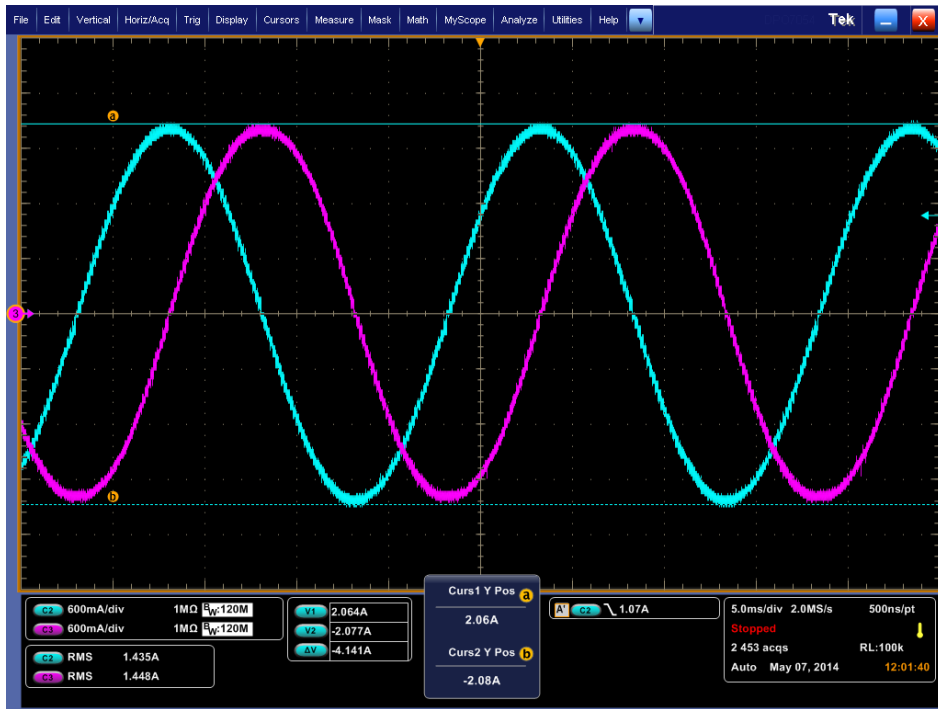 File Edit Vertical Horiz/Acq Trig Display Cursors Measure Mask Math MyScope Analyze Utilities Help Tek X
a
3
b
C2 600mA/div 1MΩ BW:120M
C3 600mA/div 1MΩ BW:120M
C2 RMS 1.435A
C3 RMS 1.448A
V1 2.064A
V2 -2.077A
ΔV -4.141A
Curs1 Y Pos a
2.06A
Curs2 Y Pos b
-2.08A
A' C2 1.07A
5.0ms/div 2.0MS/s 500ns/pt
Stopped
2 453 acqs RL:100k
Auto May 07, 2014 12:01:40